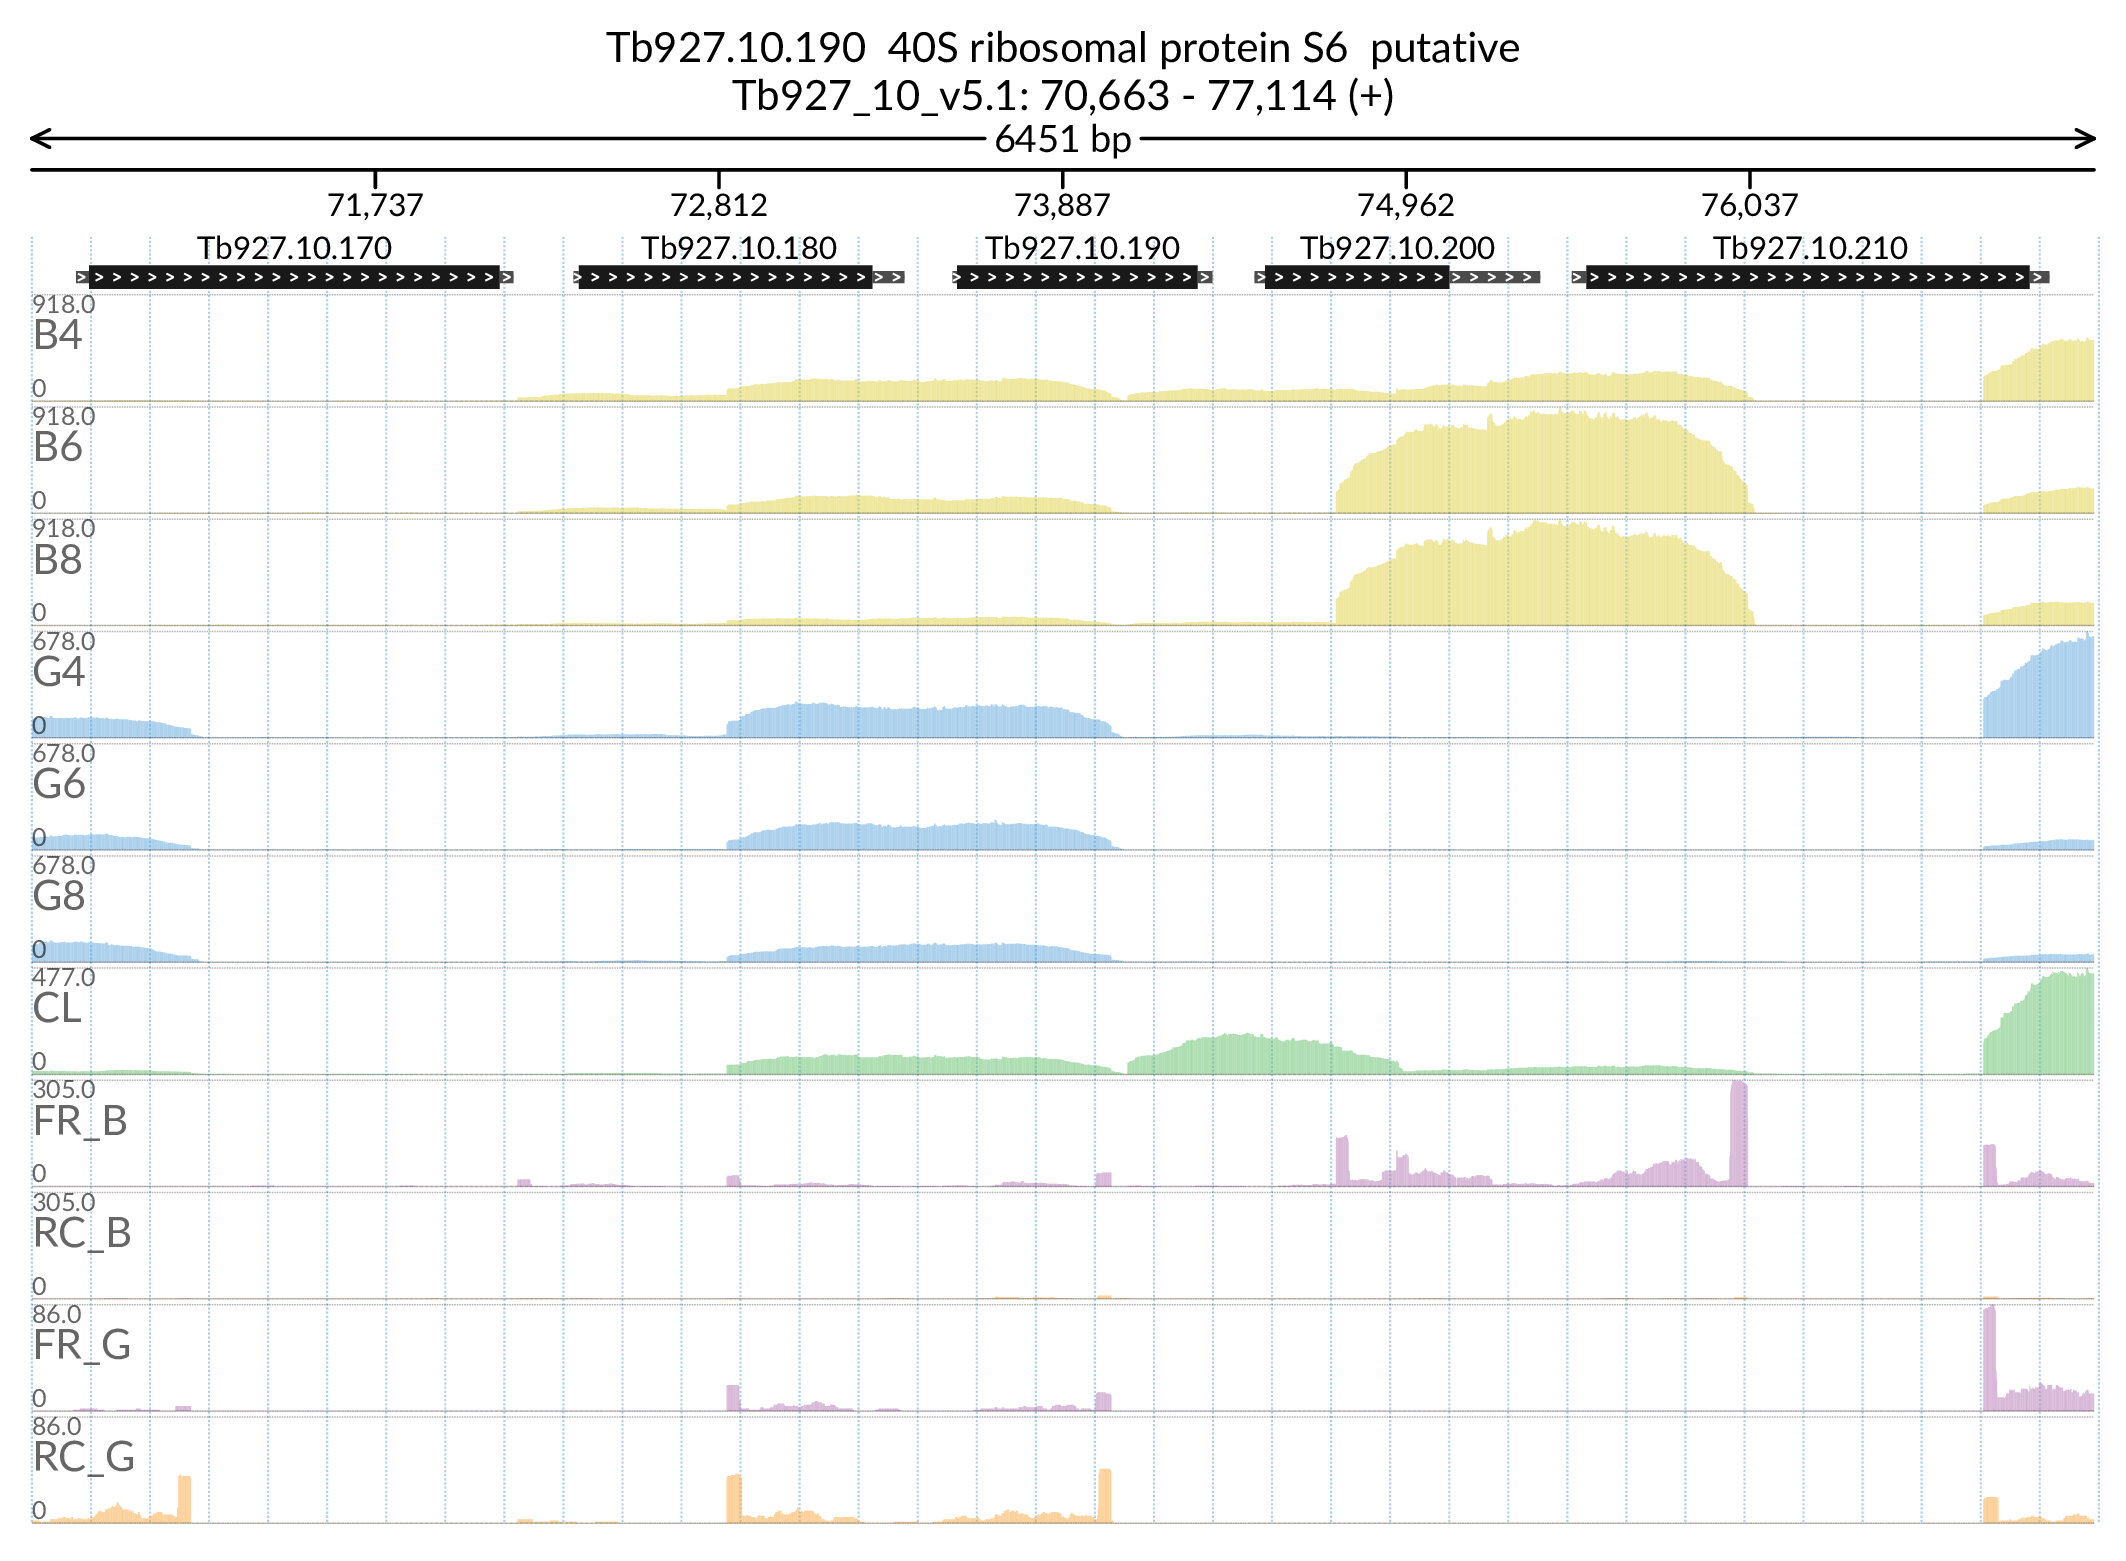 Tb927.10.190  40S ribosomal protein S6  putative
Tb927_10_v5.1: 70,663 - 77,114 (+)
6451 bp
71,737 72,812 73,887 74,962 76,037
Tb927.10.170 Tb927.10.180 Tb927.10.190 Tb927.10.200 Tb927.10.210
918.0
B4
0
918.0
B6
0
918.0
B8
0
678.0
G4
0
678.0
G6
0
678.0
G8
0
477.0
CL
0
305.0
FR_B
0
305.0
RC_B
0
86.0
FR_G
0
86.0
RC_G
0